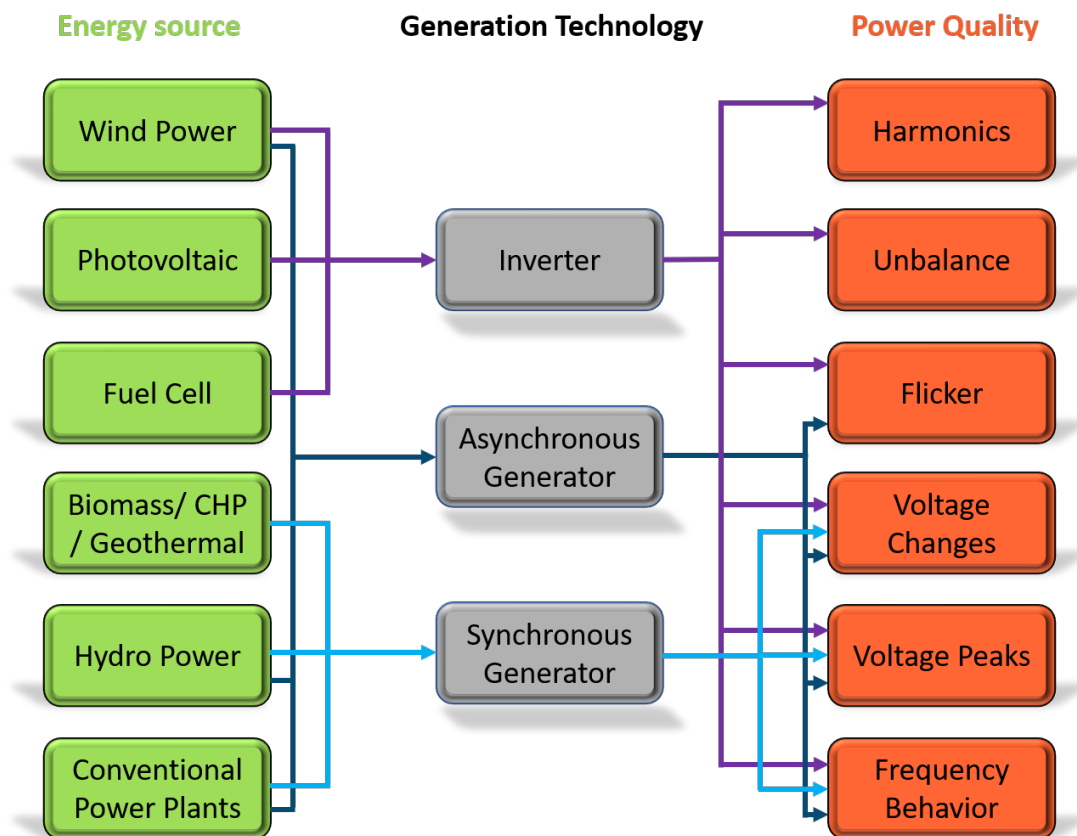 Energy source
Generation Technology
Power Quality
Wind Power
Harmonics
Photovoltaic
Inverter
Unbalance
Fuel Cell
Flicker
Asynchronous
Generator
Biomass/ CHP
/ Geothermal
Voltage
Changes
Hydro Power
Synchronous
Generator
Voltage Peaks
Conventional
Power Plants
Frequency
Behavior